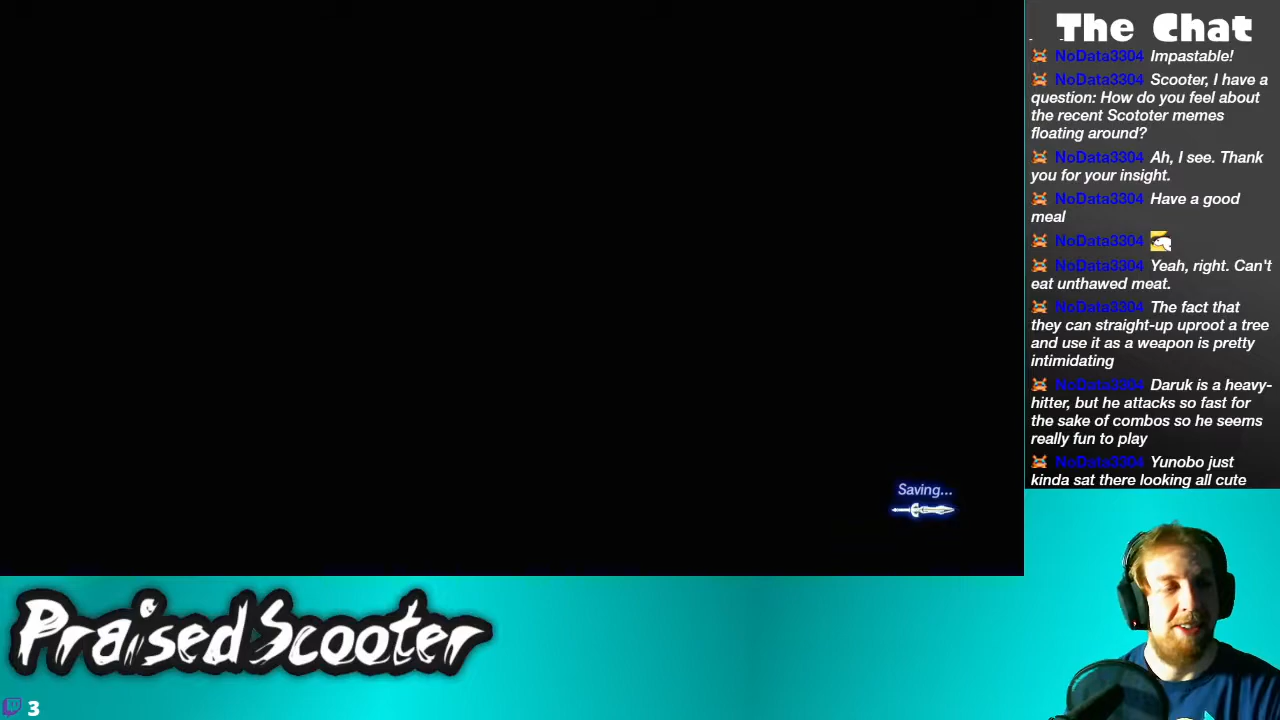 The Chat
NoData3304 Impastable!
NoData3304 Scooter, I have a
question: How do you feel about
the recent Scototer memes
floating around?
NoData3304 Ah, I see. Thank
you for your insight.
NoData3304 Have a good
meal
NoData3304
NoData3304 Yeah, right. Can't
eat unthawed meat.
NoData3304 The fact that
they can straight-up uproot a tree
and use it as a weapon is pretty
intimidating
NoData3304 Daruk is a heavy-
hitter, but he attacks so fast for
the sake of combos so he seems
really fun to play
NoData3304 Yunobo just
kinda sat there looking all cute
Saving...
Praised Scooter
3